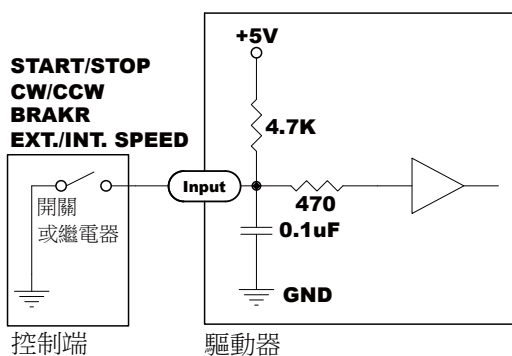 +5V
START/STOP
CW/CCW
BRAKR
EXT./INT. SPEED
4.7K
Input
470
開關
或繼電器
0.1uF
GND
控制端
驅動器